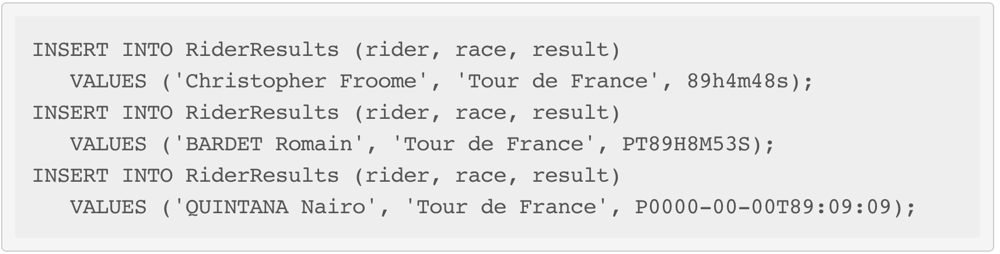 INSERT INTO RiderResults (rider, race, result)
   VALUES ('Christopher Froome', 'Tour de France', 89h4m48s);
INSERT INTO RiderResults (rider, race, result)
   VALUES ('BARDET Romain', 'Tour de France', PT89H8M53S);
INSERT INTO RiderResults (rider, race, result)
   VALUES ('QUINTANA Nairo', 'Tour de France', P0000-00-00T89:09:09);